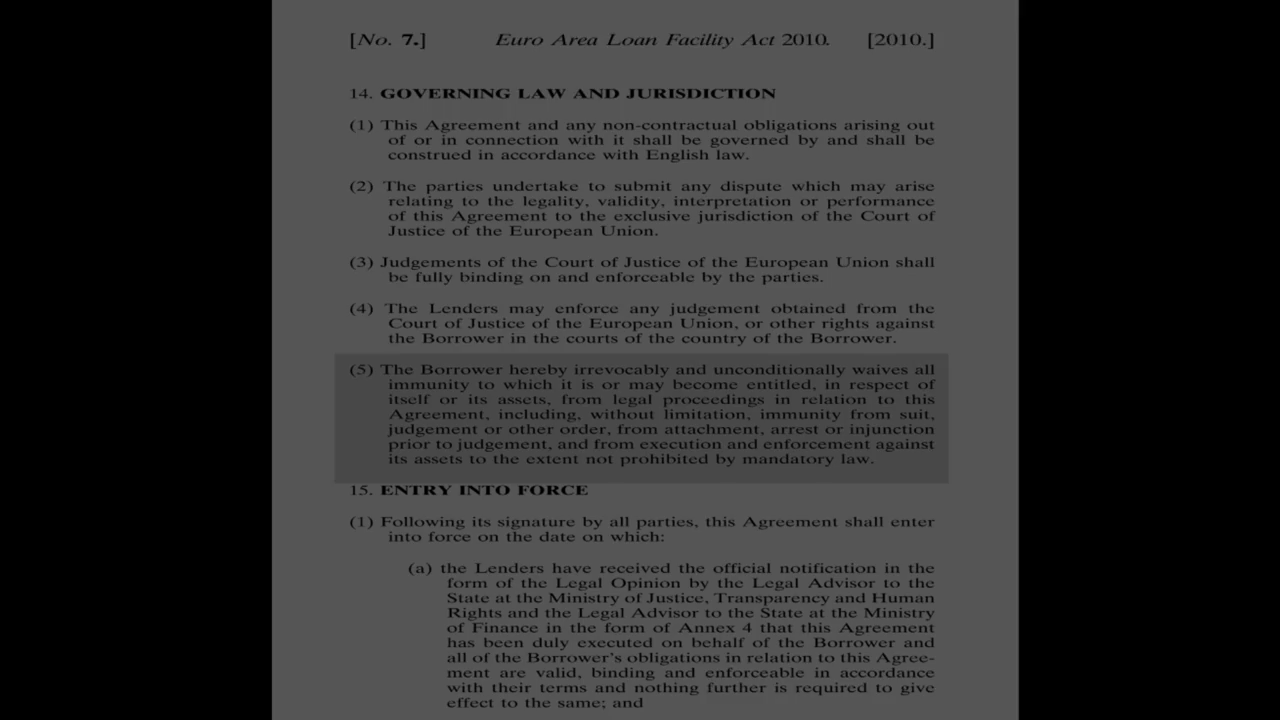 [No. 7.] Euro Area Loan Facility Act 2010. [2010.]
14. GOVERNING LAW AND JURISDICTION
(1) This Agreement and any non-contractual obligations arising out
of or in connection with it shall be governed by and shall be
construed in accordance with English law.
(2) The parties undertake to submit any dispute which may arise
relating to the legality, validity, interpretation or performance
of this Agreement to the exclusive jurisdiction of the Court of
Justice of the European Union.
(3) Judgements of the Court of Justice of the European Union shall
be fully binding on and enforceable by the parties.
(4) The Lenders may enforce any judgement obtained from the
Court of Justice of the European Union, or other rights against
the Borrower in the courts of the country of the Borrower.
(5) The Borrower hereby irrevocably and unconditionally waives all
immunity to which it is or may become entitled, in respect of
itself or its assets, from legal proceedings in relation to this
Agreement, including, without limitation, immunity from suit,
judgement or other order, from attachment, arrest or injunction
prior to judgement, and from execution and enforcement against
its assets to the extent not prohibited by mandatory law.
15. ENTRY INTO FORCE
(1) Following its signature by all parties, this Agreement shall enter
into force on the date on which:
(a) the Lenders have received the official notification in the
form of the Legal Opinion by the Legal Advisor to the
State at the Ministry of Justice, Transparency and Human
Rights and the Legal Advisor to the State at the Ministry
of Finance in the form of Annex 4 that this Agreement
has been duly executed on behalf of the Borrower and
all of the Borrower's obligations in relation to this Agree-
ment are valid, binding and enforceable in accordance
with their terms and nothing further is required to give
effect to the same; and